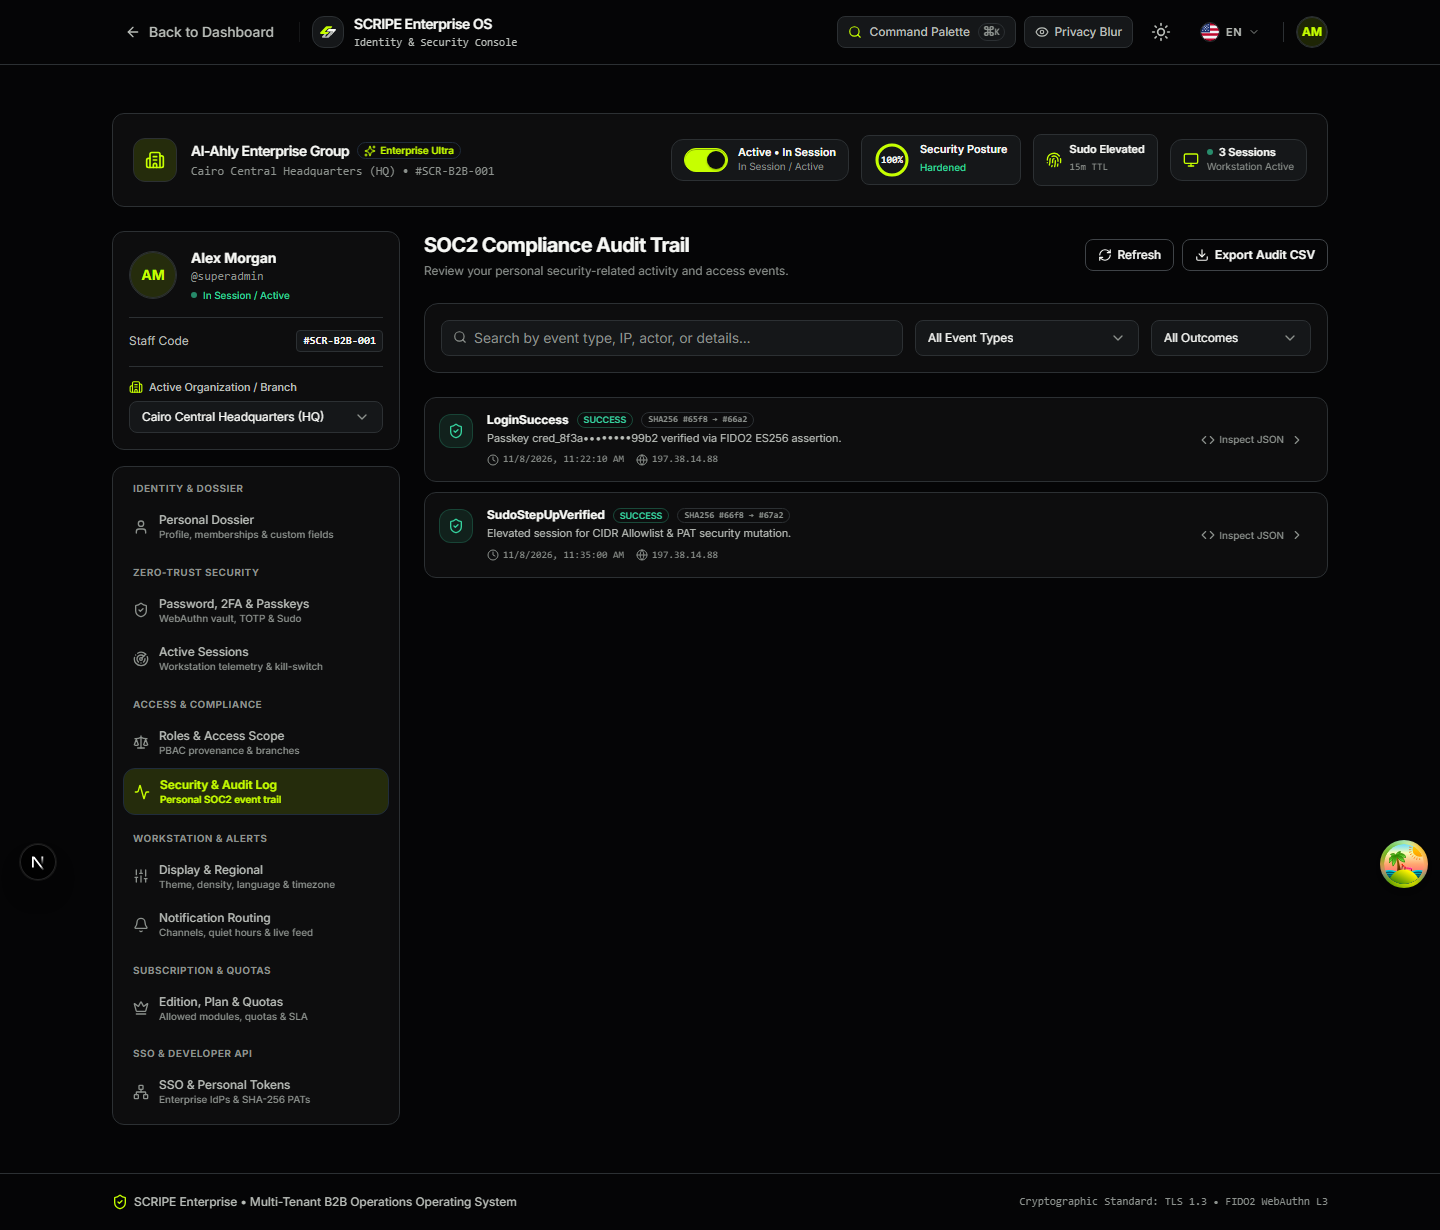 Back to Dashboard
SCRIPE Enterprise OS
Identity & Security Console
Command Palette ⌘K
Privacy Blur
EN
AM
Al-Ahly Enterprise Group
Enterprise Ultra
Cairo Central Headquarters (HQ) • #SCR-B2B-001
Active • In Session
In Session / Active
100%
Security Posture
Hardened
Sudo Elevated
15m TTL
3 Sessions
Workstation Active
AM
Alex Morgan
@superadmin
In Session / Active
Staff Code
#SCR-B2B-001
Active Organization / Branch
Cairo Central Headquarters (HQ)
IDENTITY & DOSSIER
Personal Dossier
Profile, memberships & custom fields
ZERO-TRUST SECURITY
Password, 2FA & Passkeys
WebAuthn vault, TOTP & Sudo
Active Sessions
Workstation telemetry & kill-switch
ACCESS & COMPLIANCE
Roles & Access Scope
PBAC provenance & branches
Security & Audit Log
Personal SOC2 event trail
WORKSTATION & ALERTS
Display & Regional
Theme, density, language & timezone
Notification Routing
Channels, quiet hours & live feed
SUBSCRIPTION & QUOTAS
Edition, Plan & Quotas
Allowed modules, quotas & SLA
SSO & DEVELOPER API
SSO & Personal Tokens
Enterprise IdPs & SHA-256 PATs
SOC2 Compliance Audit Trail
Review your personal security-related activity and access events.
Refresh
Export Audit CSV
Search by event type, IP, actor, or details...
All Event Types
All Outcomes
LoginSuccess SUCCESS SHA256 #65f8 → #66a2
Passkey cred_8f3a••••••••99b2 verified via FIDO2 ES256 assertion.
11/8/2026, 11:22:10 AM 197.38.14.88
Inspect JSON
SudoStepUpVerified SUCCESS SHA256 #66f8 → #67a2
Elevated session for CIDR Allowlist & PAT security mutation.
11/8/2026, 11:35:00 AM 197.38.14.88
Inspect JSON
N
SCRIPE Enterprise • Multi-Tenant B2B Operations Operating System
Cryptographic Standard: TLS 1.3 • FIDO2 WebAuthn L3